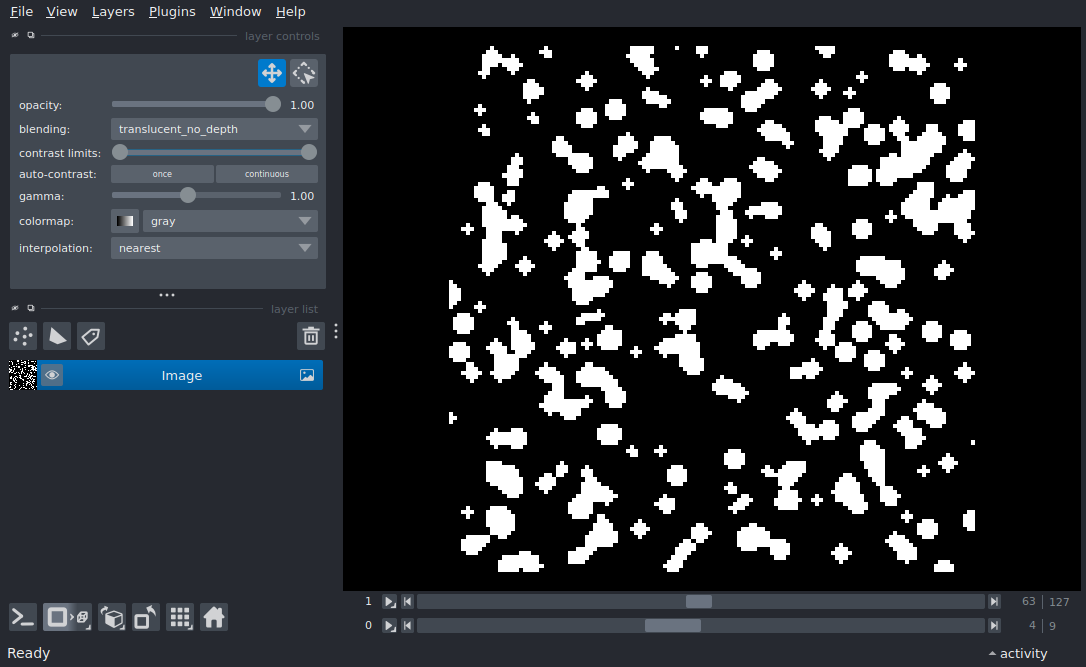 File View Layers Plugins Window Help
layer controls
opacity: 1.00
blending: translucent_no_depth
contrast limits:
auto-contrast: once continuous
gamma: 1.00
colormap: gray
interpolation: nearest
layer list
Image
1 63 127
0 4 9
Ready activity